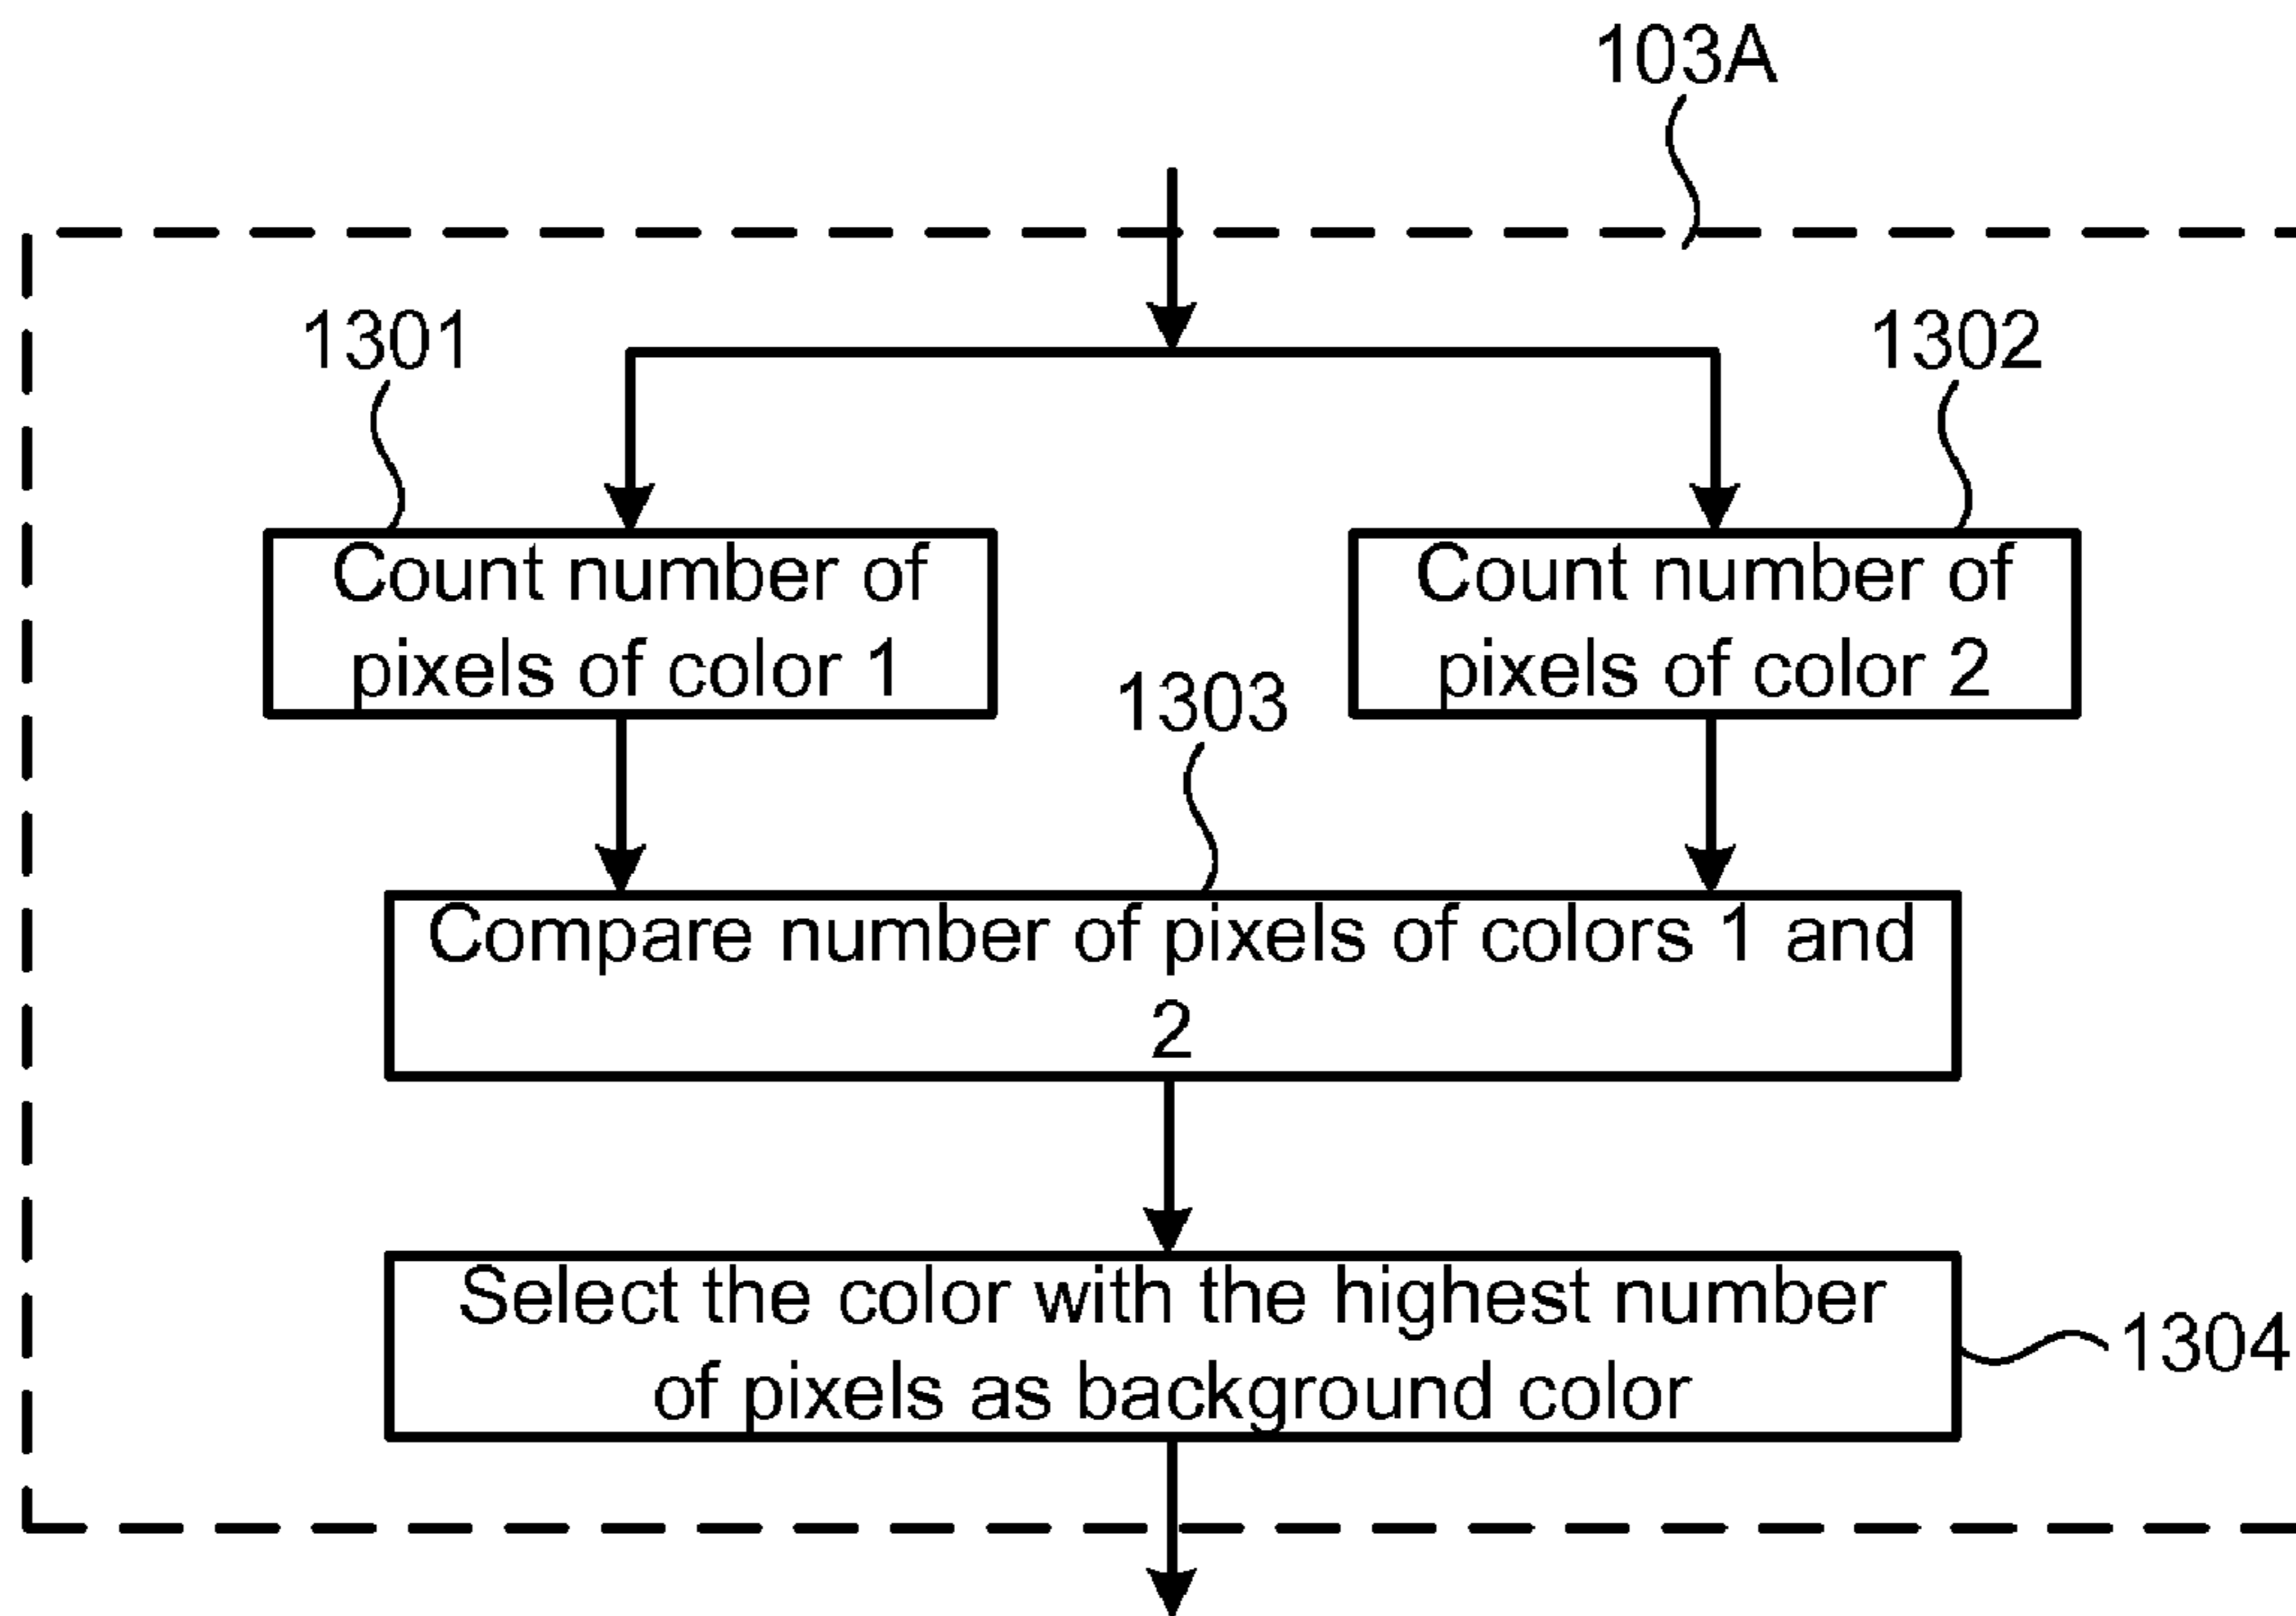 103A
1301
1302
Count number of
pixels of color 1
Count number of
pixels of color 2
1303
Compare number of pixels of colors 1 and
2
Select the color with the highest number
of pixels as background color
1304